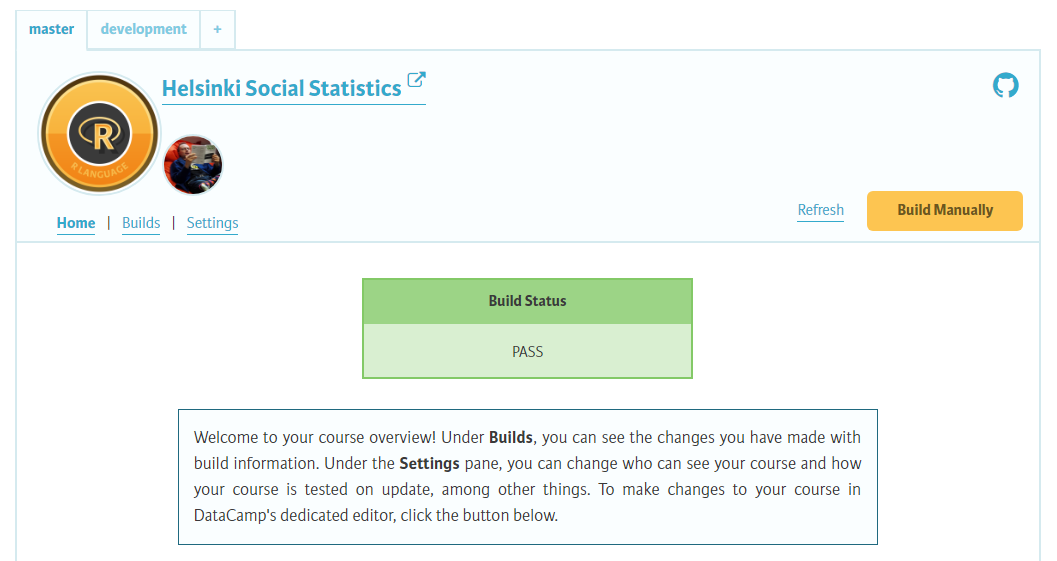 master development +
Helsinki Social Statistics
R
R LANGUAGE
Home | Builds | Settings
Refresh
Build Manually
Build Status
PASS
Welcome to your course overview! Under Builds, you can see the changes you have made with
build information. Under the Settings pane, you can change who can see your course and how
your course is tested on update, among other things. To make changes to your course in
DataCamp's dedicated editor, click the button below.